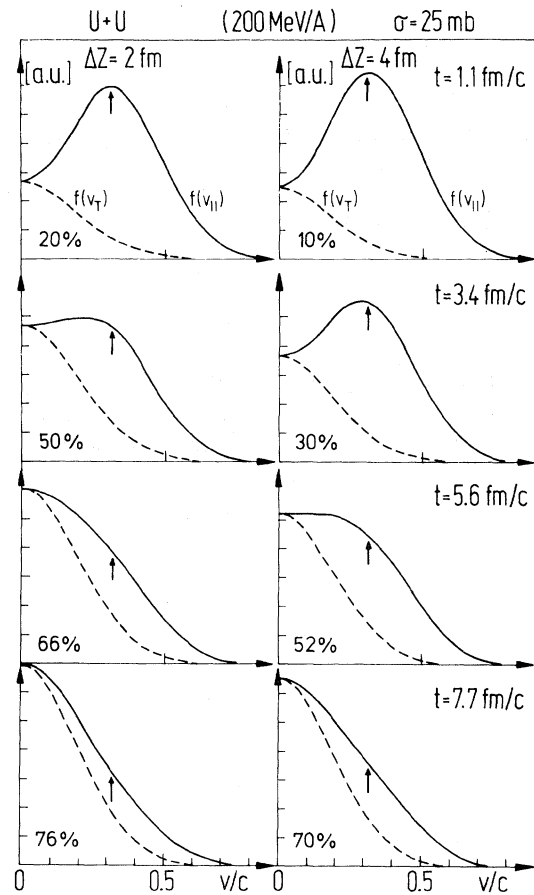 U + U (200 MeV/A) σ = 25 mb
[a.u.] ΔZ = 2 fm
[a.u.] ΔZ = 4 fm t = 1.1 fm/c
f(v_T) f(v_||)
20%
f(v_T) f(v_||)
10%
0.5
t = 3.4 fm/c
50%
30%
t = 5.6 fm/c
66%
52%
t = 7.7 fm/c
76%
70%
0 0.5 v/c
0 0.5 v/c